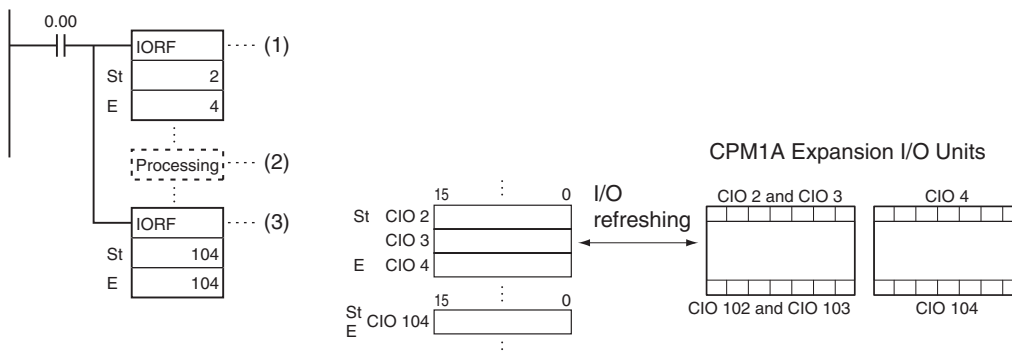 0.00
IORF (1)
St 2
E 4
Processing (2)
IORF (3)
St 104
E 104
15 0
St CIO 2
CIO 3
E CIO 4
15 0
St
E CIO 104
I/O
refreshing
CPM1A Expansion I/O Units
CIO 2 and CIO 3 CIO 4
CIO 102 and CIO 103 CIO 104